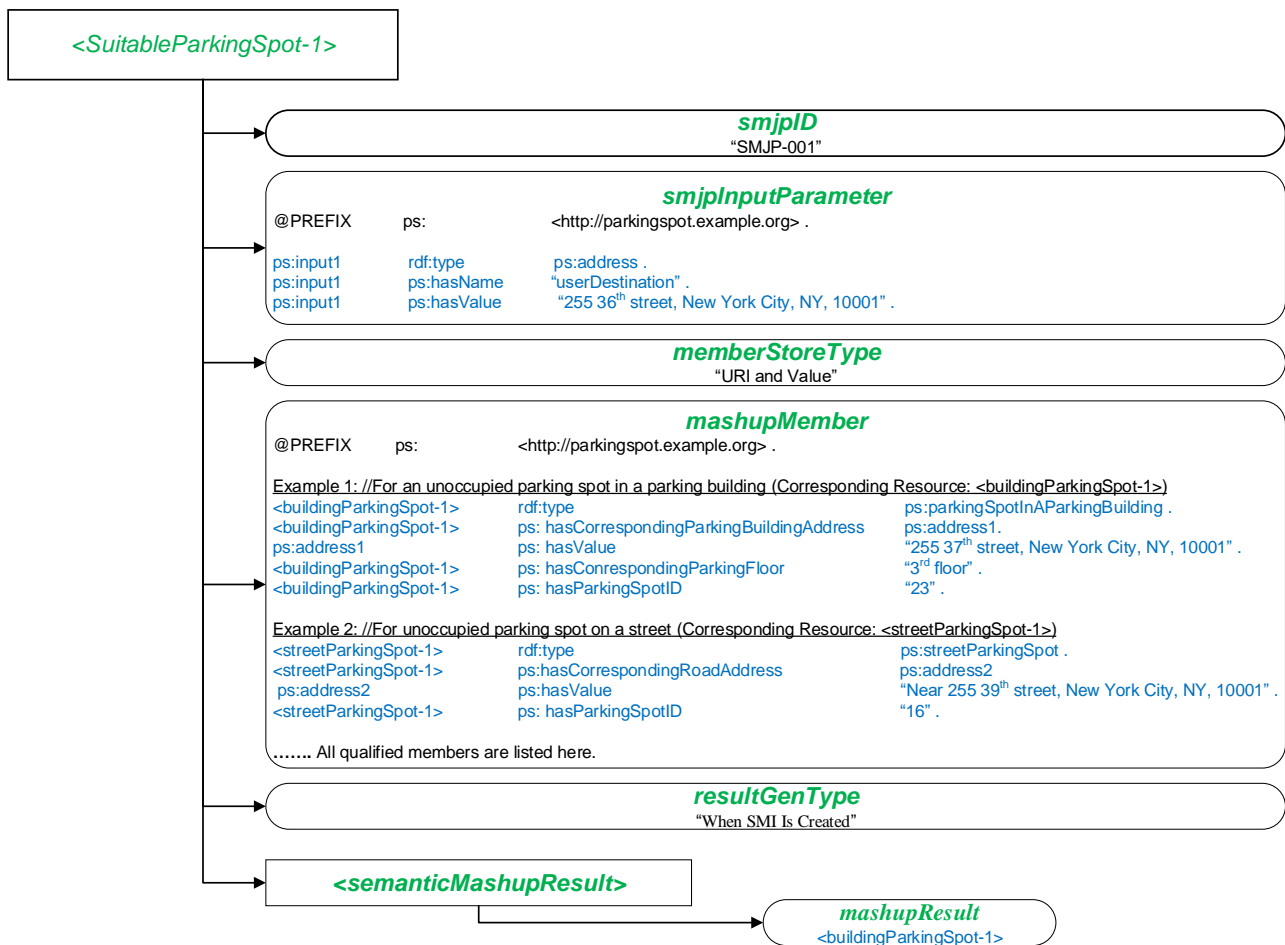 <SuitableParkingSpot-1>
smjpID
“SMJP-001”
smjpInputParameter
@PREFIX ps: <http://parkingspot.example.org> .
ps:input1 rdf:type ps:address .
ps:input1 ps:hasName “userDestination” .
ps:input1 ps:hasValue “255 36th street, New York City, NY, 10001” .
memberStoreType
“URI and Value”
mashupMember
@PREFIX ps: <http://parkingspot.example.org> .
Example 1: //For an unoccupied parking spot in a parking building (Corresponding Resource: <buildingParkingSpot-1>)
<buildingParkingSpot-1> rdf:type ps:parkingSpotInAParkingBuilding .
<buildingParkingSpot-1> ps: hasCorrespondingParkingBuildingAddress ps:address1.
ps:address1 ps: hasValue “255 37th street, New York City, NY, 10001” .
<buildingParkingSpot-1> ps: hasConrespondingParkingFloor “3rd floor” .
<buildingParkingSpot-1> ps: hasParkingSpotID “23” .
Example 2: //For unoccupied parking spot on a street (Corresponding Resource: <streetParkingSpot-1>)
<streetParkingSpot-1> rdf:type ps:streetParkingSpot .
<streetParkingSpot-1> ps:hasCorrespondingRoadAddress ps:address2
ps:address2 ps:hasValue “Near 255 39th street, New York City, NY, 10001” .
<streetParkingSpot-1> ps: hasParkingSpotID “16” .
....... All qualified members are listed here.
resultGenType
“When SMI Is Created”
<semanticMashupResult>
mashupResult
<buildingParkingSpot-1>